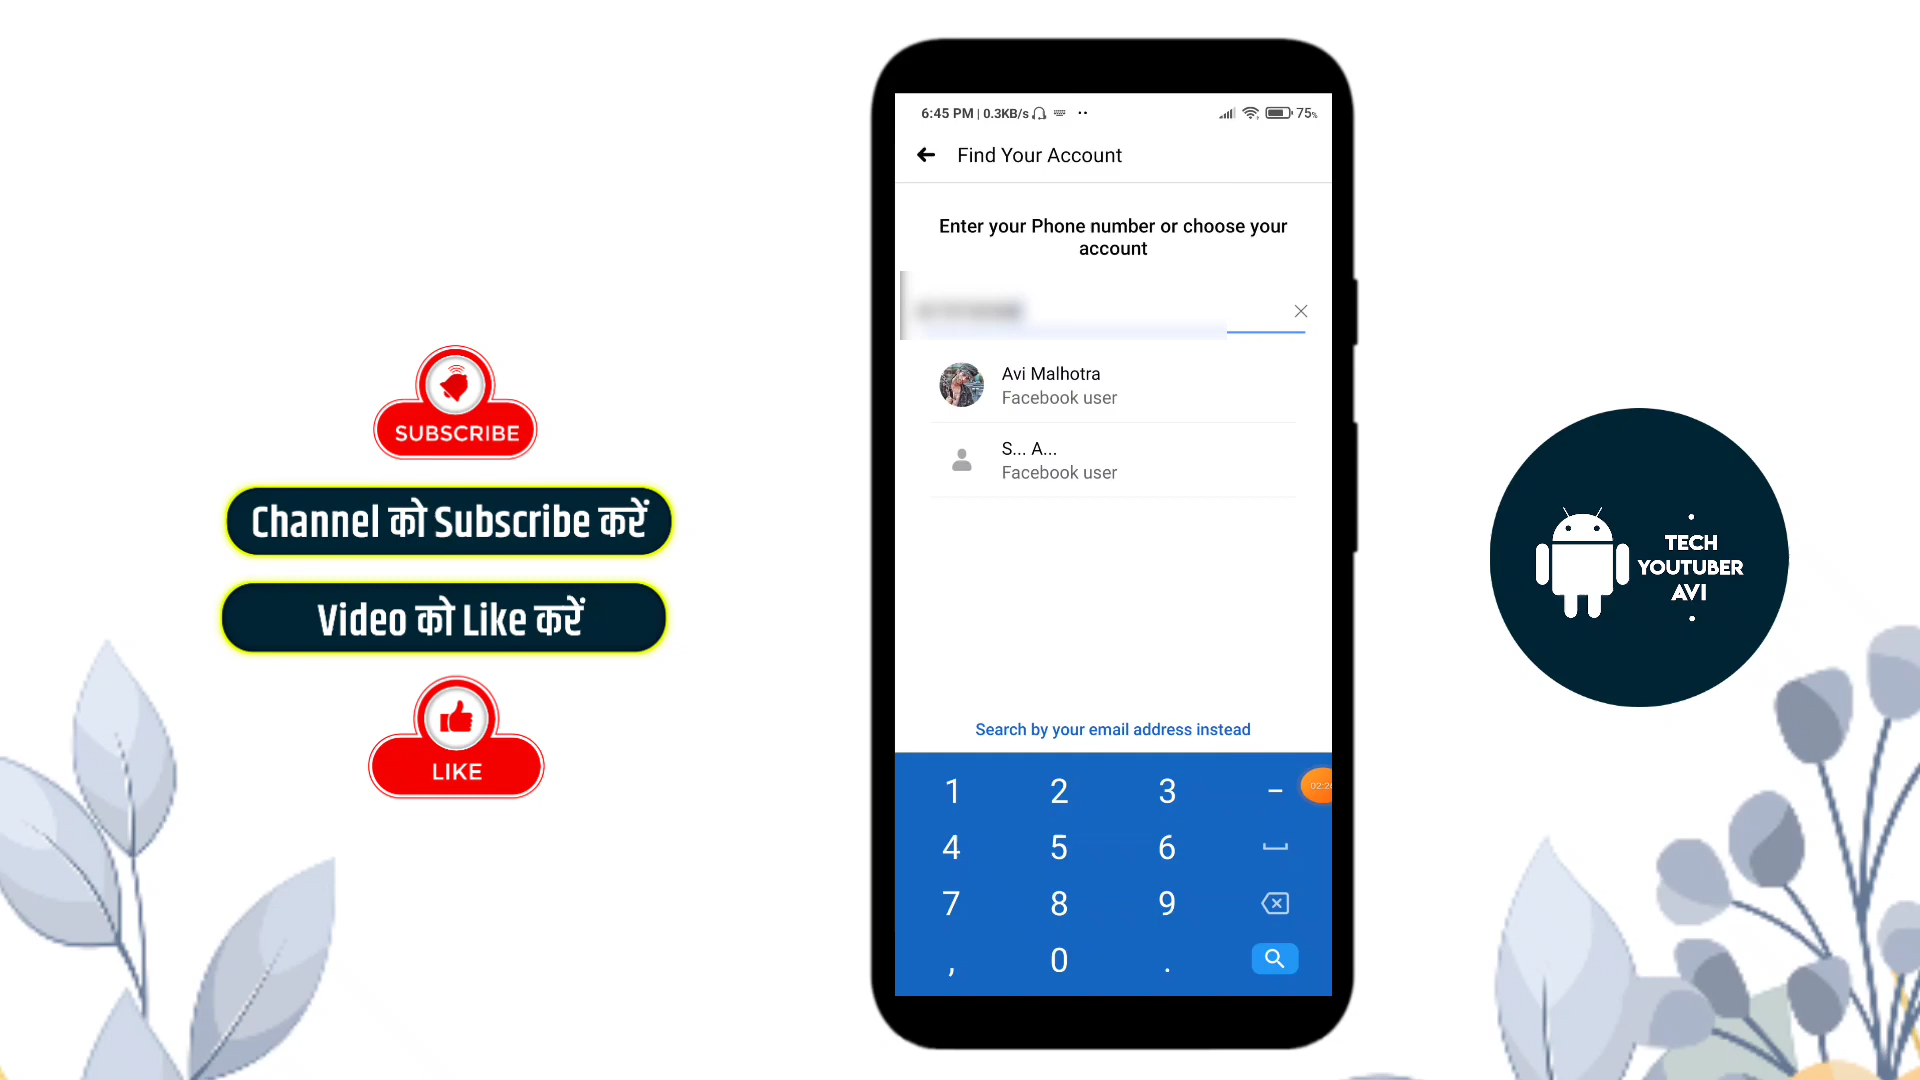 SUBSCRIBE
Channel को Subscribe करें
Video को Like करें
LIKE
6:45 PM | 0.3KB/s
75%
Find Your Account
Enter your Phone number or choose your
account
Avi Malhotra
Facebook user
S... A...
Facebook user
Search by your email address instead
1 2 3 -
4 5 6
7 8 9
, 0 .
TECH
YOUTUBER
AVI